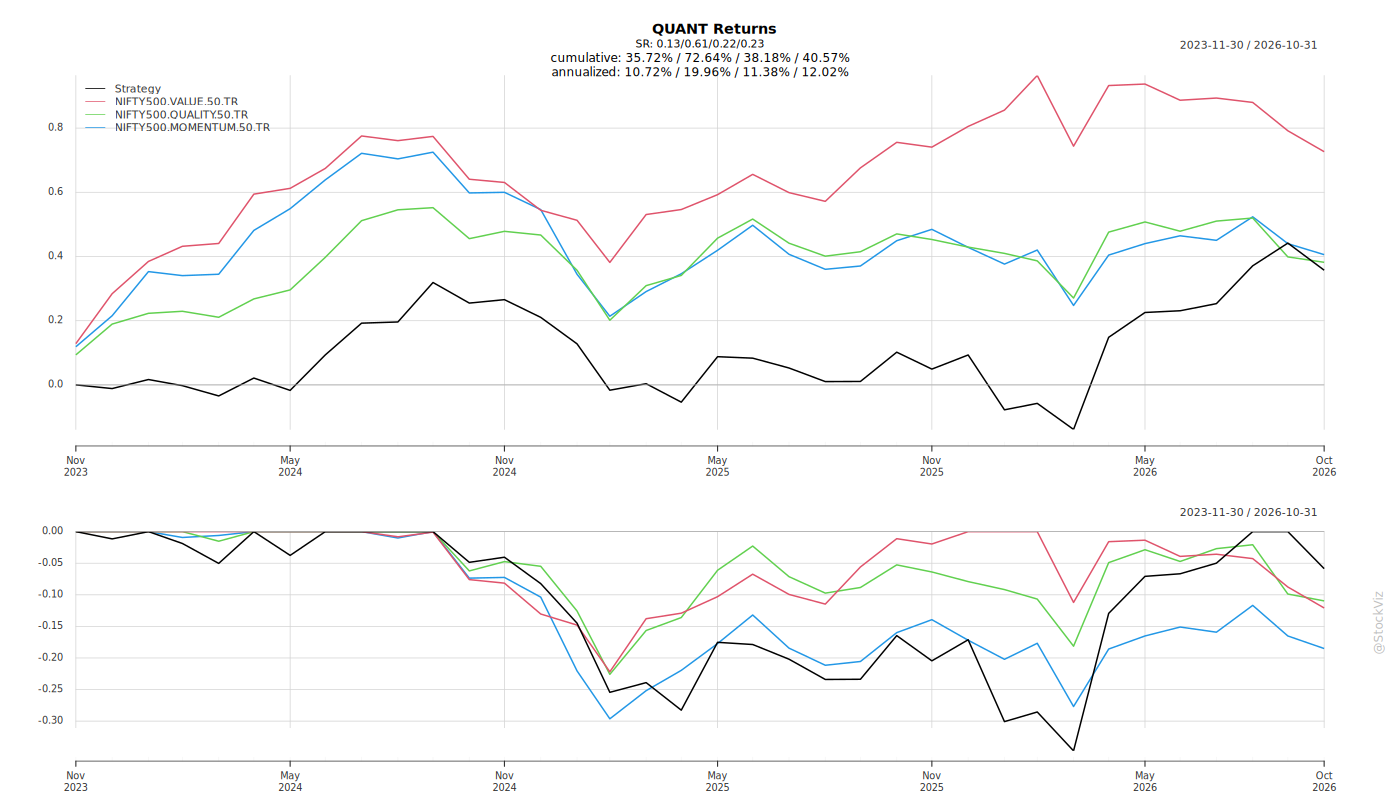 QUANT Returns
SR: 0.13/0.61/0.22/0.23
cumulative: 35.72% / 72.64% / 38.18% / 40.57%
annualized: 10.72% / 19.96% / 11.38% / 12.02%
2023-11-30 / 2026-10-31
Strategy
NIFTY500.VALUE.50.TR
NIFTY500.QUALITY.50.TR
NIFTY500.MOMENTUM.50.TR
0.8
0.6
0.4
0.2
0.0
Nov May Nov May Nov May Oct
2023 2024 2024 2025 2025 2026 2026
2023-11-30 / 2026-10-31
0.00
-0.05
-0.10
-0.15
-0.20
-0.25
-0.30
Nov May Nov May Nov May Oct
2023 2024 2024 2025 2025 2026 2026
@StockViz